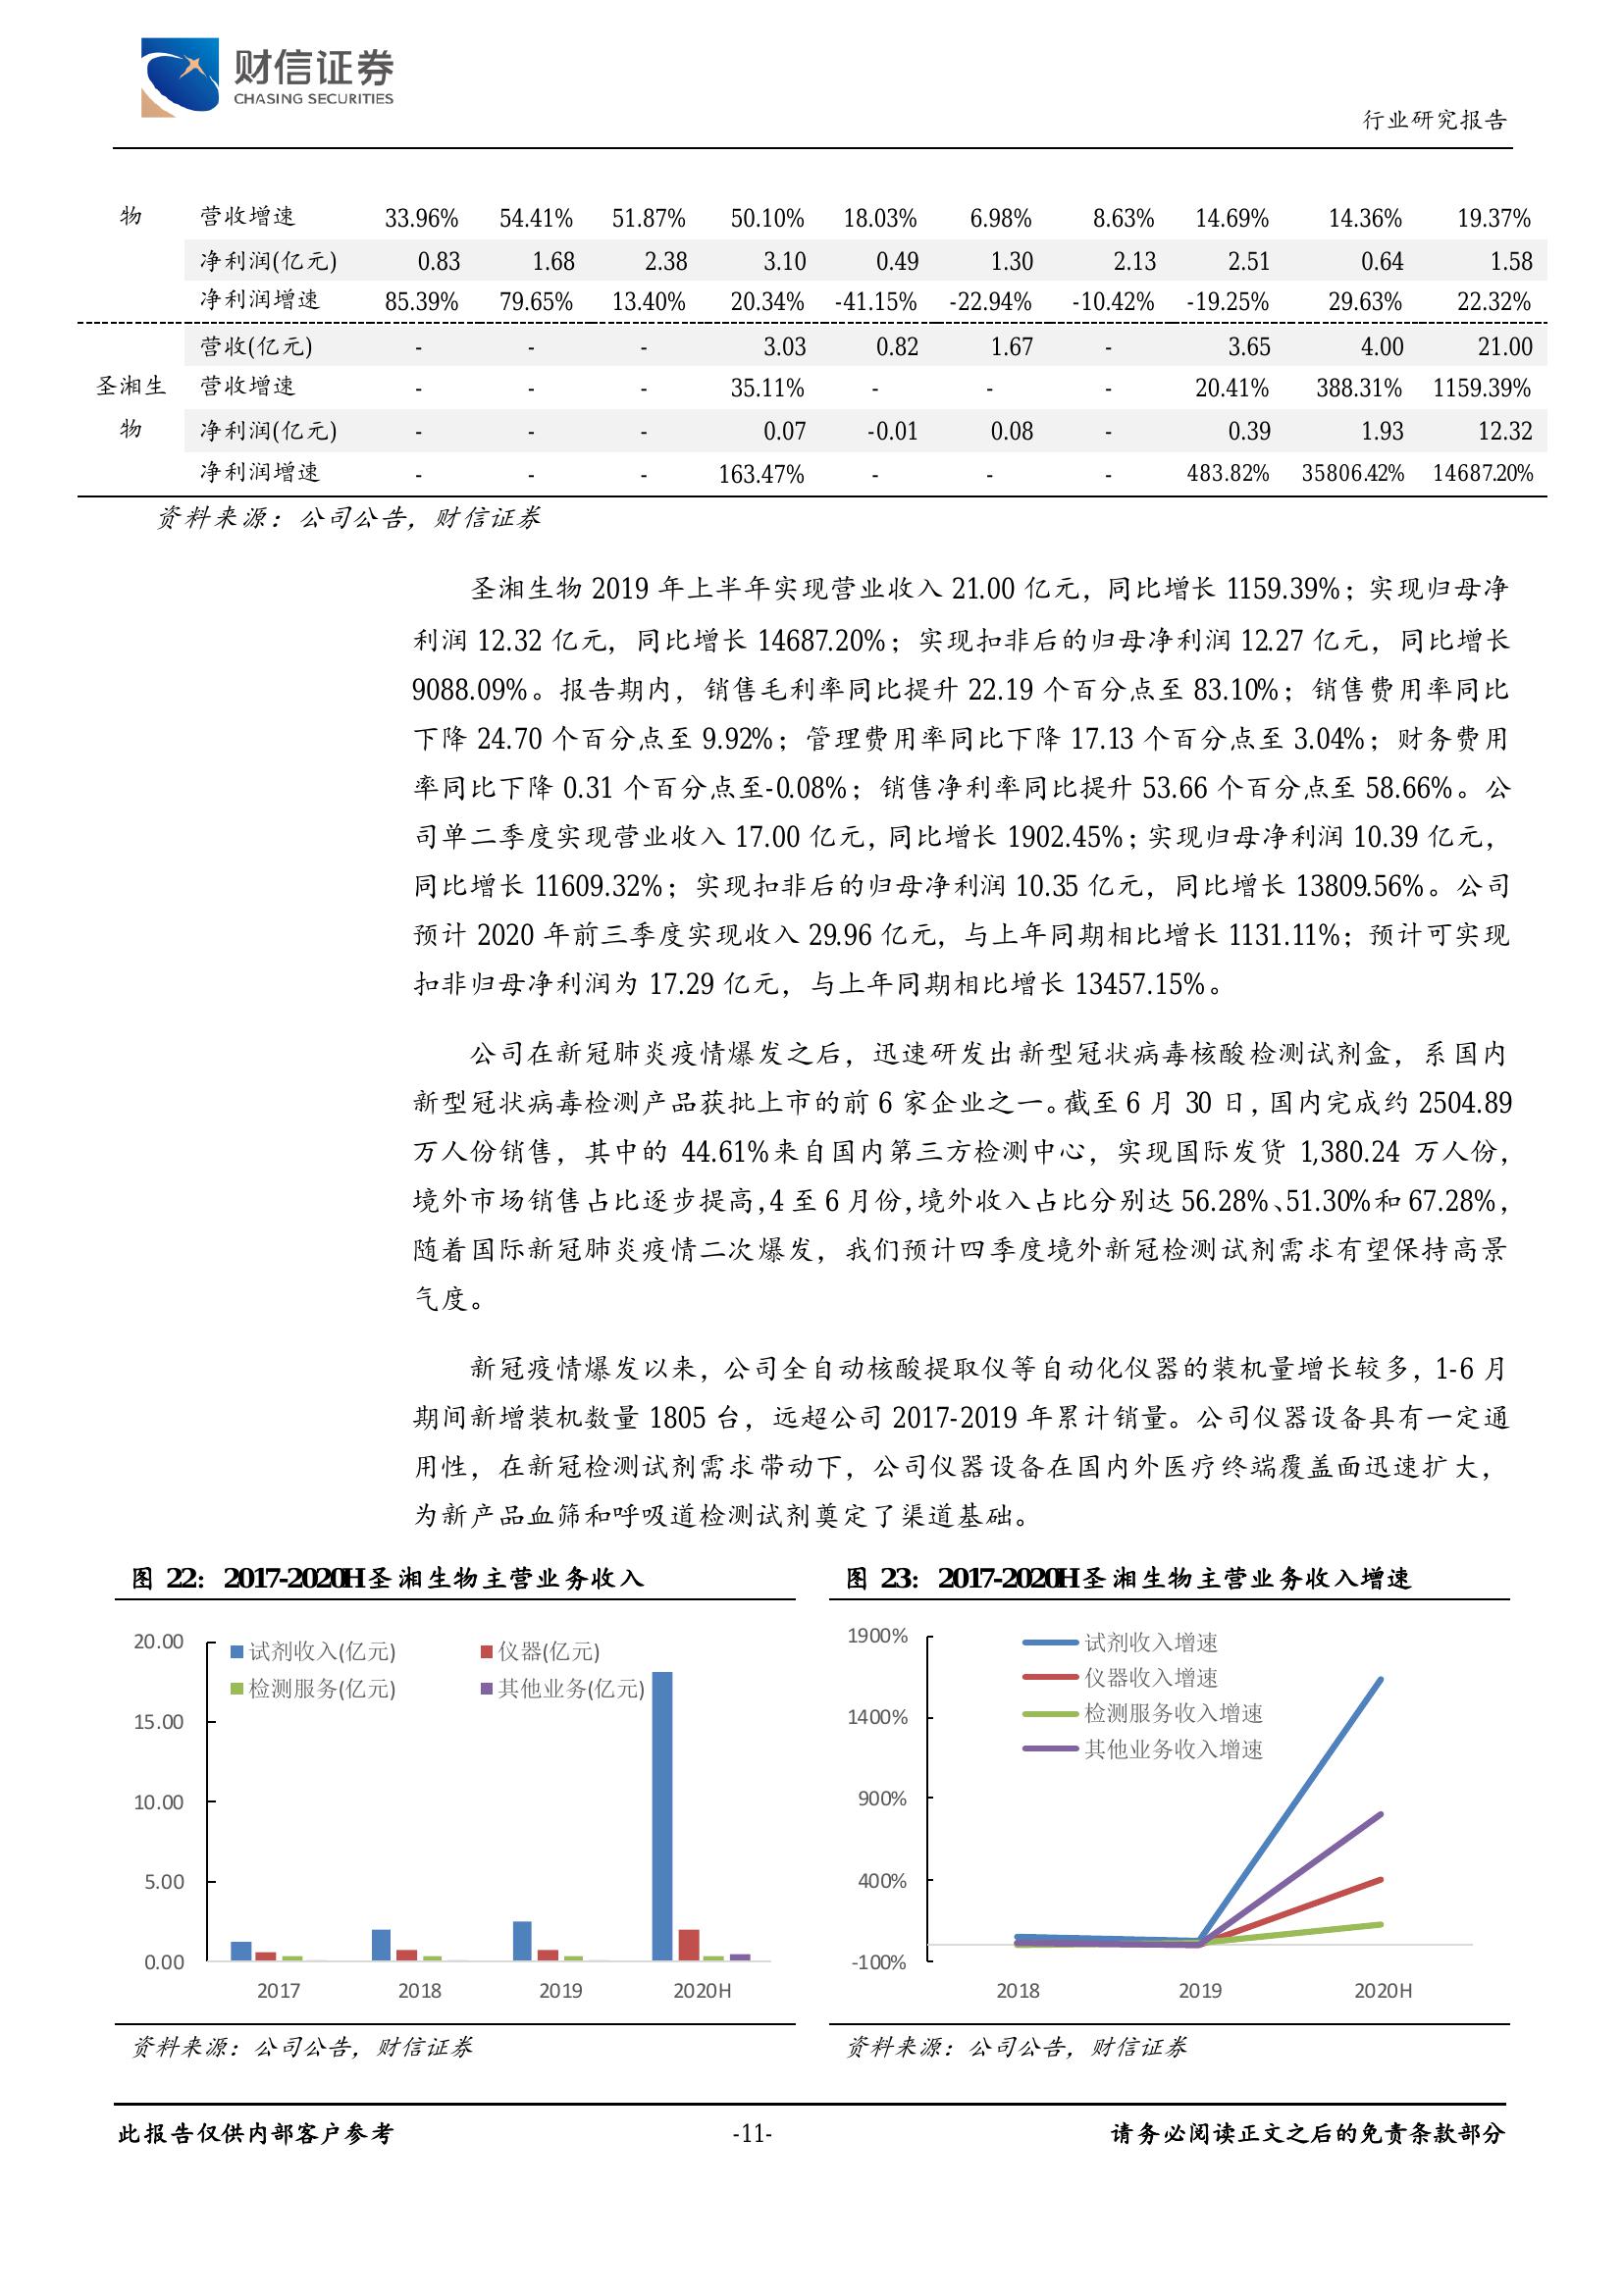 财信证券
CHASING SECURITIES
行业研究报告
物 营收增速 33.96% 54.41% 51.87% 50.10% 18.03% 6.98% 8.63% 14.69% 14.36% 19.37%
净利润(亿元) 0.83 1.68 2.38 3.10 0.49 1.30 2.13 2.51 0.64 1.58
净利润增速 85.39% 79.65% 13.40% 20.34% -41.15% -22.94% -10.42% -19.25% 29.63% 22.32%
营收(亿元) - - - 3.03 0.82 1.67 - 3.65 4.00 21.00
圣湘生 营收增速 - - - 35.11% - - - 20.41% 388.31% 1159.39%
物 净利润(亿元) - - - 0.07 -0.01 0.08 - 0.39 1.93 12.32
净利润增速 - - - 163.47% - - - 483.82% 35806.42% 14687.20%
资料来源：公司公告，财信证券
圣湘生物 2019 年上半年实现营业收入 21.00 亿元，同比增长 1159.39%；实现归母净
利润 12.32 亿元，同比增长 14687.20%；实现扣非后的归母净利润 12.27 亿元，同比增长
9088.09%。报告期内，销售毛利率同比提升 22.19 个百分点至 83.10%；销售费用率同比
下降 24.70 个百分点至 9.92%；管理费用率同比下降 17.13 个百分点至 3.04%；财务费用
率同比下降 0.31 个百分点至-0.08%；销售净利率同比提升 53.66 个百分点至 58.66%。公
司单二季度实现营业收入 17.00 亿元，同比增长 1902.45%；实现归母净利润 10.39 亿元，
同比增长 11609.32%；实现扣非后的归母净利润 10.35 亿元，同比增长 13809.56%。公司
预计 2020 年前三季度实现收入 29.96 亿元，与上年同期相比增长 1131.11%；预计可实现
扣非归母净利润为 17.29 亿元，与上年同期相比增长 13457.15%。
公司在新冠肺炎疫情爆发之后，迅速研发出新型冠状病毒核酸检测试剂盒，系国内
新型冠状病毒检测产品获批上市的前 6 家企业之一。截至 6 月 30 日，国内完成约 2504.89
万人份销售，其中的 44.61%来自国内第三方检测中心，实现国际发货 1,380.24 万人份，
境外市场销售占比逐步提高，4 至 6 月份，境外收入占比分别达 56.28%、51.30%和 67.28%，
随着国际新冠肺炎疫情二次爆发，我们预计四季度境外新冠检测试剂需求有望保持高景
气度。
新冠疫情爆发以来，公司全自动核酸提取仪等自动化仪器的装机量增长较多，1-6 月
期间新增装机数量 1805 台，远超公司 2017-2019 年累计销量。公司仪器设备具有一定通
用性，在新冠检测试剂需求带动下，公司仪器设备在国内外医疗终端覆盖面迅速扩大，
为新产品血筛和呼吸道检测试剂奠定了渠道基础。
图 22：2017-2020H圣湘生物主营业务收入
20.00
15.00
10.00
5.00
0.00
试剂收入(亿元) 仪器(亿元)
检测服务(亿元) 其他业务(亿元)
2017 2018 2019 2020H
资料来源：公司公告，财信证券
图 23：2017-2020H圣湘生物主营业务收入增速
1900%
1400%
900%
400%
-100%
试剂收入增速
仪器收入增速
检测服务收入增速
其他业务收入增速
2018 2019 2020H
资料来源：公司公告，财信证券
此报告仅供内部客户参考 -11- 请务必阅读正文之后的免责条款部分